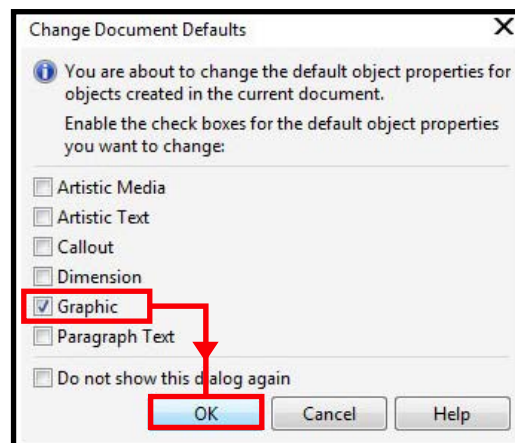 Change Document Defaults
You are about to change the default object properties for
objects created in the current document.
Enable the check boxes for the default object properties
you want to change:
Artistic Media
Artistic Text
Callout
Dimension
Graphic
Paragraph Text
Do not show this dialog again
OK Cancel Help